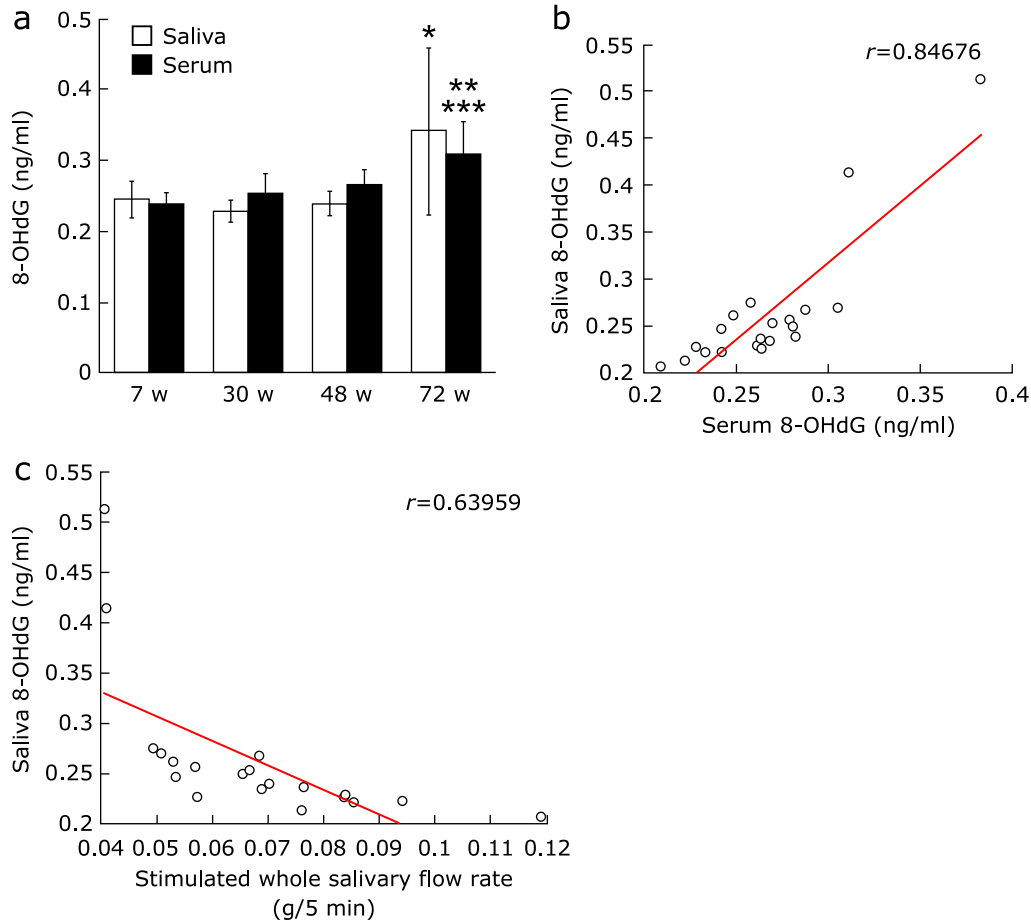 a
0.5
0.4
0.3
0.2
0.1
0
8-OHdG (ng/ml)
Saliva
Serum
*
**
***
7 w 30 w 48 w 72 w
b
r=0.84676
0.55
0.5
0.45
0.4
0.35
0.3
0.25
0.2
Saliva 8-OHdG (ng/ml)
0.2 0.25 0.3 0.35 0.4
Serum 8-OHdG (ng/ml)
c
r=0.63959
0.55
0.5
0.45
0.4
0.35
0.3
0.25
0.2
Saliva 8-OHdG (ng/ml)
0.04 0.05 0.06 0.07 0.08 0.09 0.1 0.11 0.12
Stimulated whole salivary flow rate
(g/5 min)